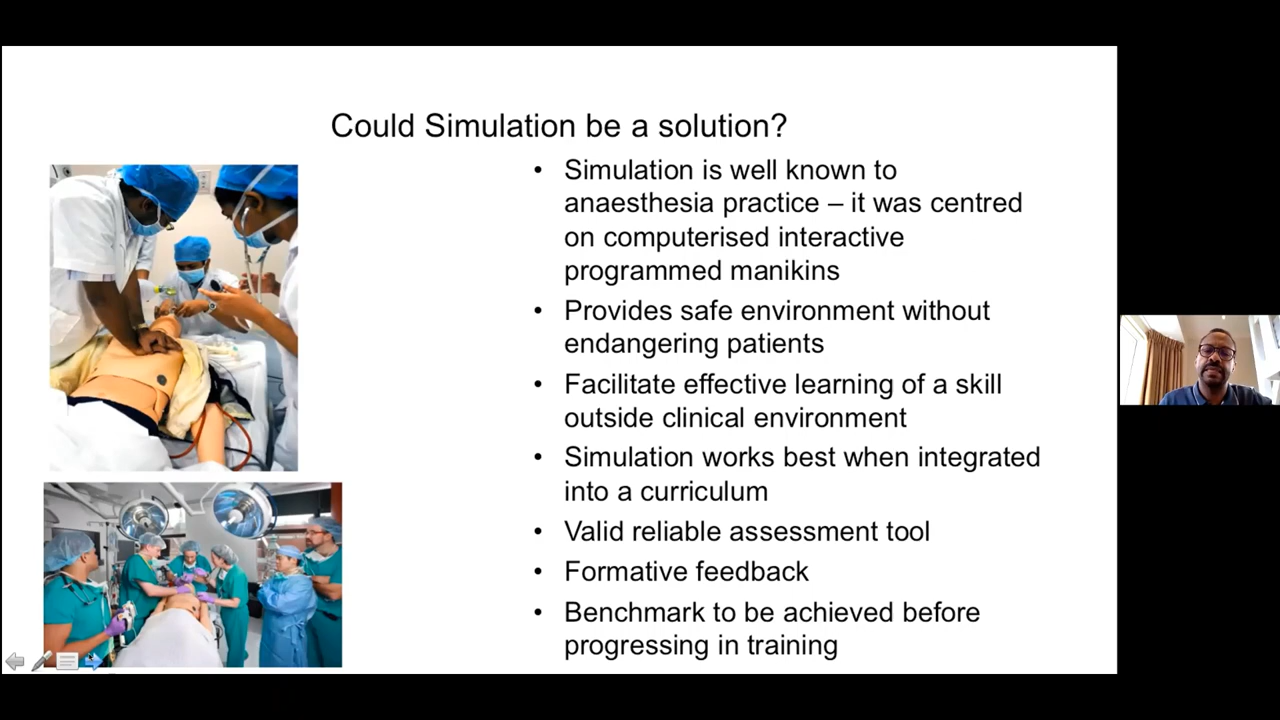 Could Simulation be a solution?
• Simulation is well known to
anaesthesia practice – it was centred
on computerised interactive
programmed manikins
• Provides safe environment without
endangering patients
• Facilitate effective learning of a skill
outside clinical environment
• Simulation works best when integrated
into a curriculum
• Valid reliable assessment tool
• Formative feedback
• Benchmark to be achieved before
progressing in training